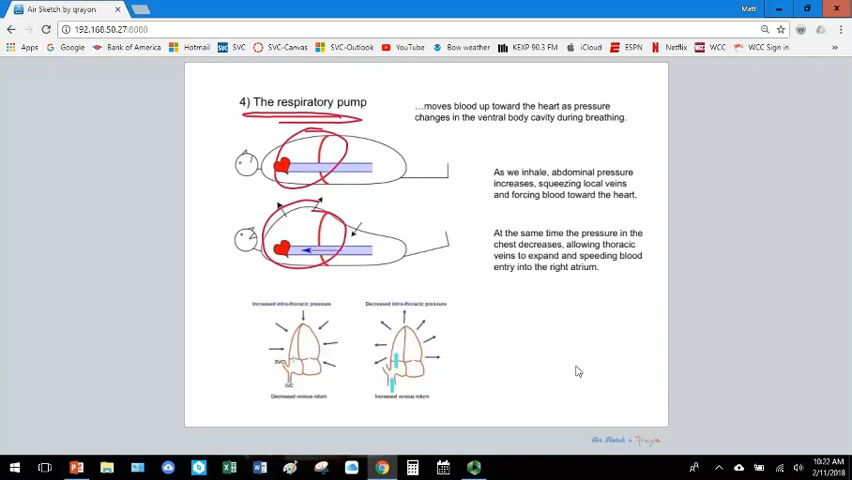 Air Sketch by qrayon
Matt
192.168.50.27:8080
Apps
Google
Bank of America
Hotmail
SVC
SVC-Canvas
SVC-Outlook
YouTube
Bow weather
KEXP 90.3 FM
iCloud
ESPN
Netflix
WCC
WCC Sign in
4) The respiratory pump
…moves blood up toward the heart as pressure
changes in the ventral body cavity during breathing.
As we inhale, abdominal pressure
increases, squeezing local veins
and forcing blood toward the heart.
At the same time the pressure in the
chest decreases, allowing thoracic
veins to expand and speeding blood
entry into the right atrium.
Increased intra-thoracic pressure
Decreased intra-thoracic pressure
SVC
IVC
Decreased venous return
Increased venous return
Air Sketch & Qrayon
10:22 AM
2/11/2018